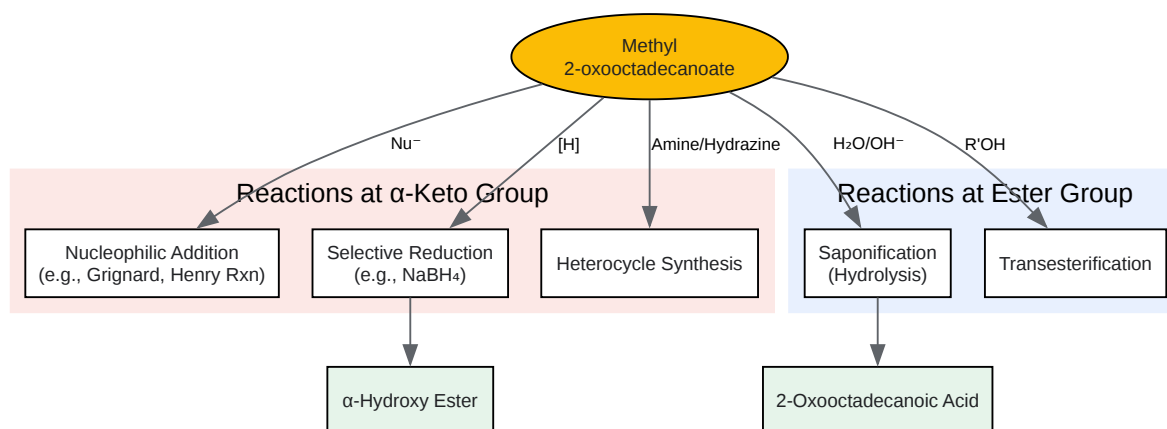 Methyl
2-oxooctadecanoate
Nu⁻
[H]
Amine/Hydrazine
H₂O/OH⁻
R'OH
Reactions at α-Keto Group
Reactions at Ester Group
Nucleophilic Addition
(e.g., Grignard, Henry Rxn)
Selective Reduction
(e.g., NaBH₄)
Heterocycle Synthesis
Saponification
(Hydrolysis)
Transesterification
α-Hydroxy Ester
2-Oxooctadecanoic Acid